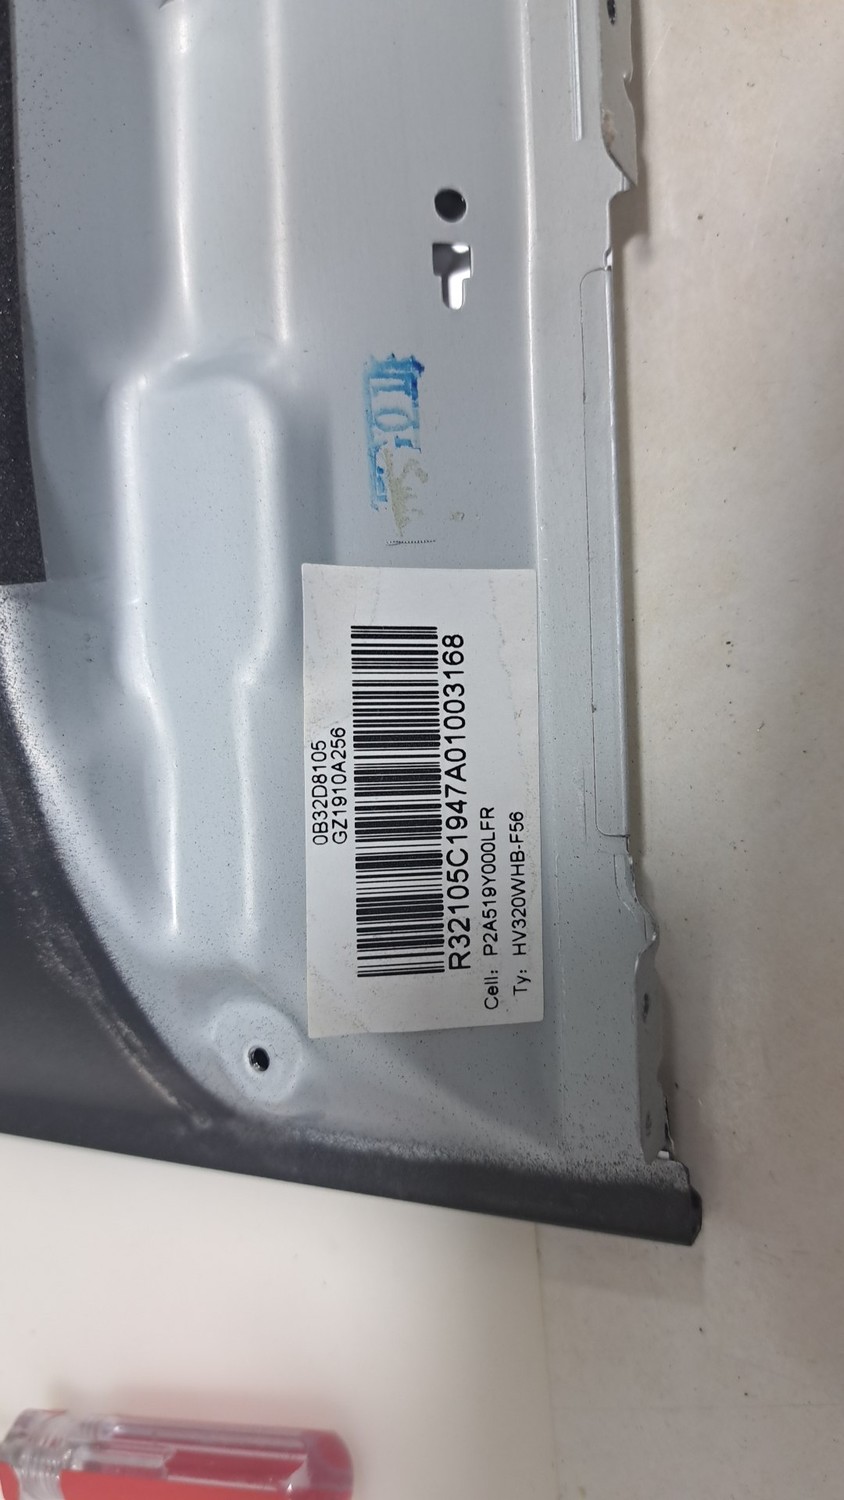 0B32D8105
GZ1910A256
R32105C1947A01003168
Cell: P2A519Y000LFR
Ty: HV320WHB-F56